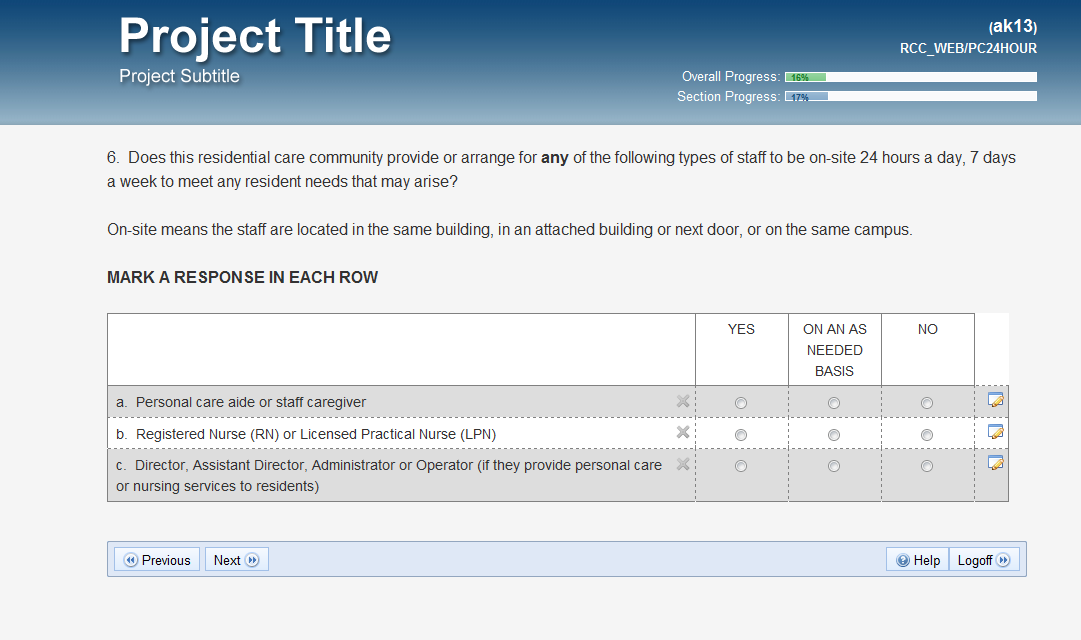 Project Title
Project Subtitle
(ak13)
RCC_WEB/PC24HOUR
Overall Progress: 16%
Section Progress: 17%
6. Does this residential care community provide or arrange for any of the following types of staff to be on-site 24 hours a day, 7 days
a week to meet any resident needs that may arise?
On-site means the staff are located in the same building, in an attached building or next door, or on the same campus.
MARK A RESPONSE IN EACH ROW
YES
ON AN AS
NEEDED
BASIS
NO
a. Personal care aide or staff caregiver
b. Registered Nurse (RN) or Licensed Practical Nurse (LPN)
c. Director, Assistant Director, Administrator or Operator (if they provide personal care
or nursing services to residents)
Previous Next Help Logoff